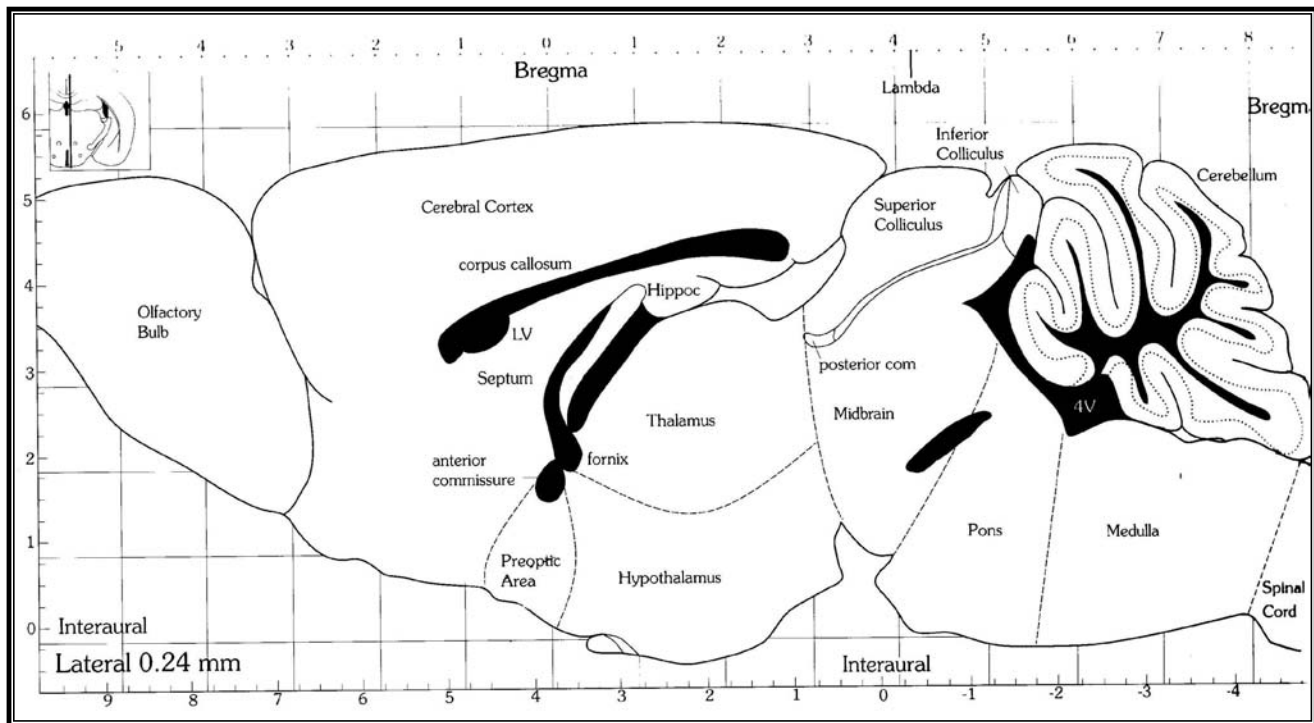 5 4 3 2 1 0 1 2 3 4 5 6 7 8
Bregma
Lambda
Bregm
6
5
4
3
2
1
0
Inferior
Colliculus
Cerebellum
Superior
Colliculus
Cerebral Cortex
corpus callosum
Hippoc
Olfactory
Bulb
LV
posterior com
Septum
4V
Thalamus
Midbrain
anterior
commissure
fornix
Pons
Medulla
Preoptic
Area
Hypothalamus
Spinal
Cord
Interaural
Lateral 0.24 mm
Interaural
9 8 7 6 5 4 3 2 1 0 -1 -2 -3 -4